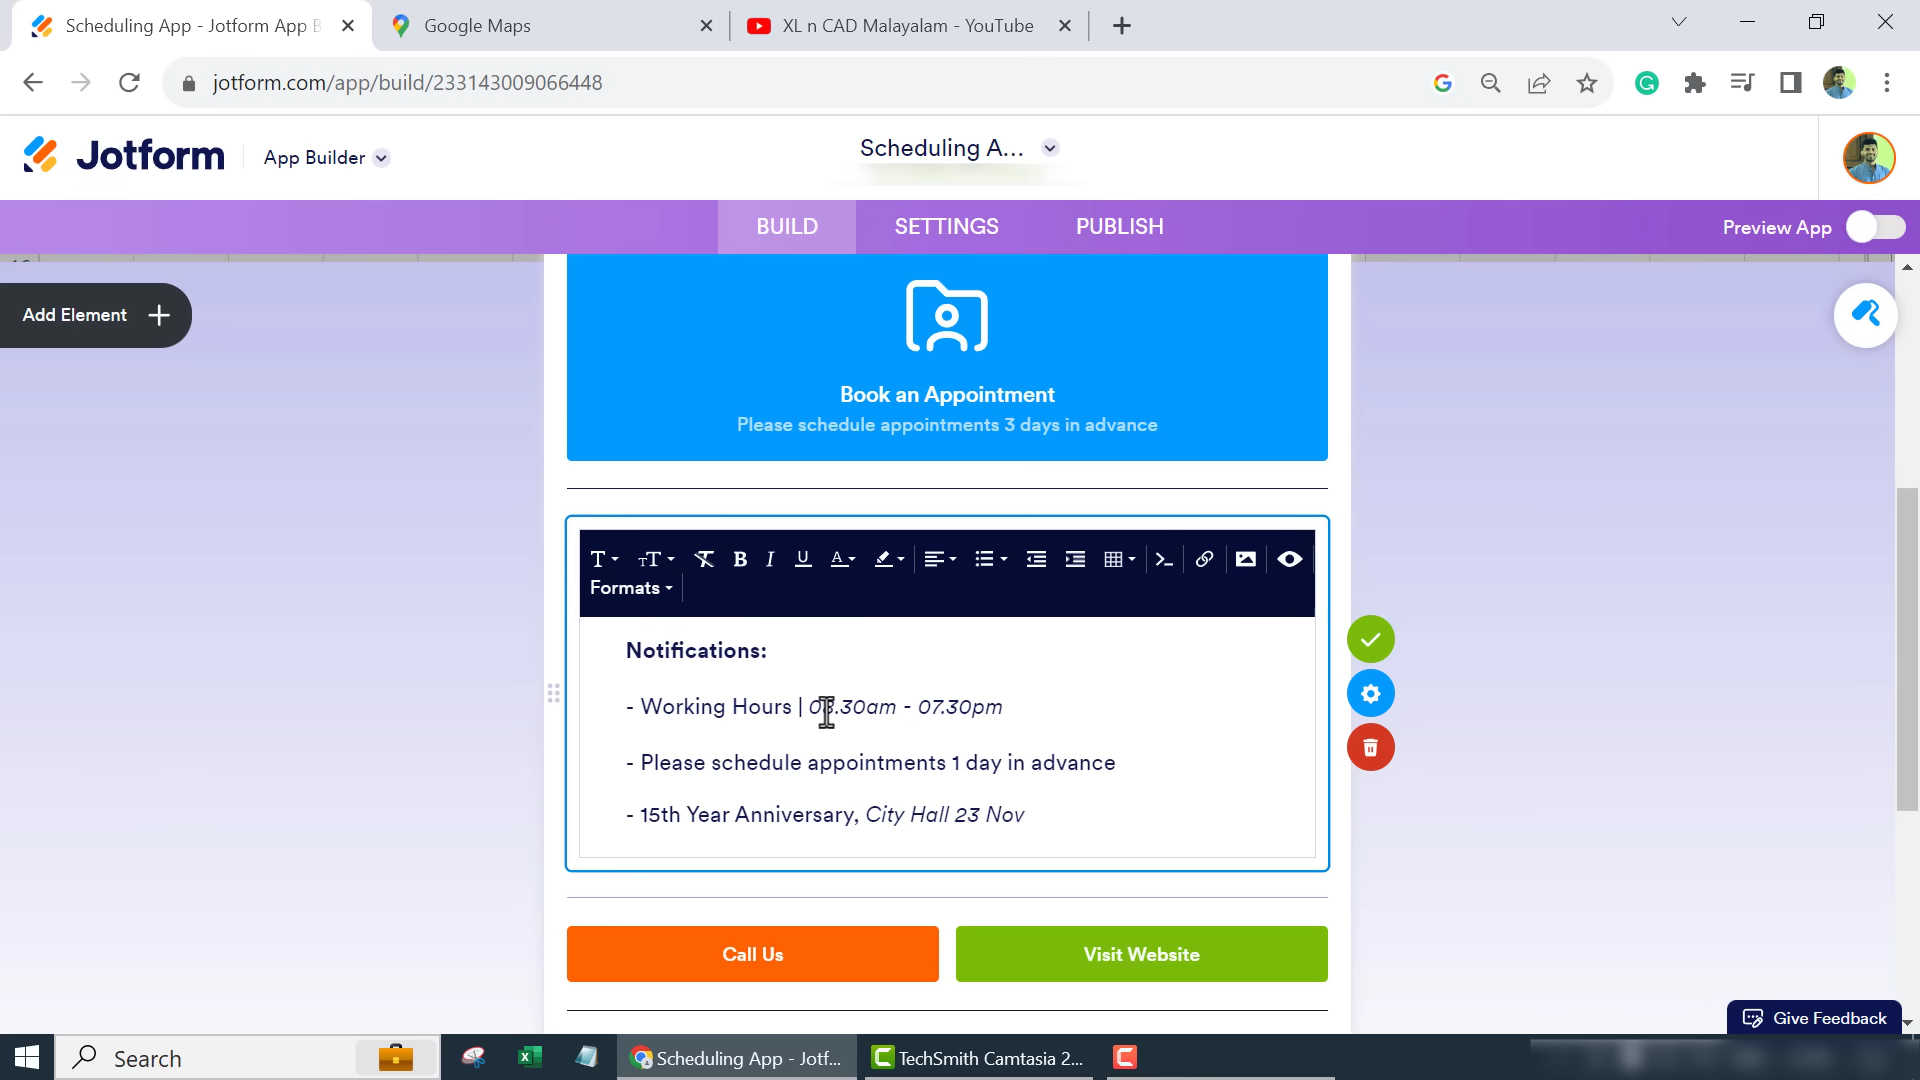 Scheduling App - Jotform App B
Google Maps
XL n CAD Malayalam - YouTube
jotform.com/app/build/233143009066448
Jotform
App Builder
Scheduling A...
BUILD
SETTINGS
PUBLISH
Preview App
Add Element
Book an Appointment
Please schedule appointments 3 days in advance
Formats
Notifications:
- Working Hours | 08.30am - 07.30pm
- Please schedule appointments 1 day in advance
- 15th Year Anniversary, City Hall 23 Nov
Call Us
Visit Website
Give Feedback
Search
Scheduling App - Jotf...
TechSmith Camtasia 2...